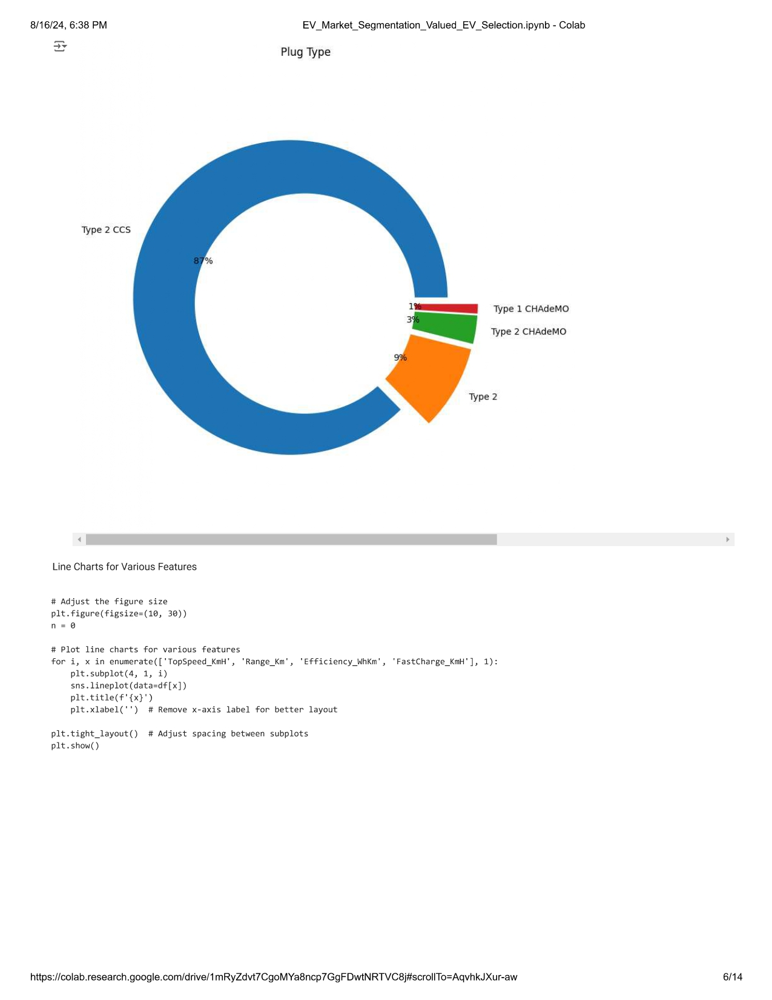 8/16/24, 6:38 PM
EV_Market_Segmentation_Valued_EV_Selection.ipynb - Colab
Plug Type
Type 2 CCS
87%
1%
Type 1 CHAdeMO
3%
Type 2 CHAdeMO
9%
Type 2
Line Charts for Various Features
# Adjust the figure size
plt.figure(figsize=(10, 30))
n = 0
# Plot line charts for various features
for i, x in enumerate(['TopSpeed_KmH', 'Range_Km', 'Efficiency_WhKm', 'FastCharge_KmH'], 1):
    plt.subplot(4, 1, i)
    sns.lineplot(data=df[x])
    plt.title(f'{x}')
    plt.xlabel('')  # Remove x-axis label for better layout
plt.tight_layout()  # Adjust spacing between subplots
plt.show()
https://colab.research.google.com/drive/1mRyZdvt7CgoMYa8ncp7GgFDwtNRTVC8j#scrollTo=AqvhkJXur-aw
6/14